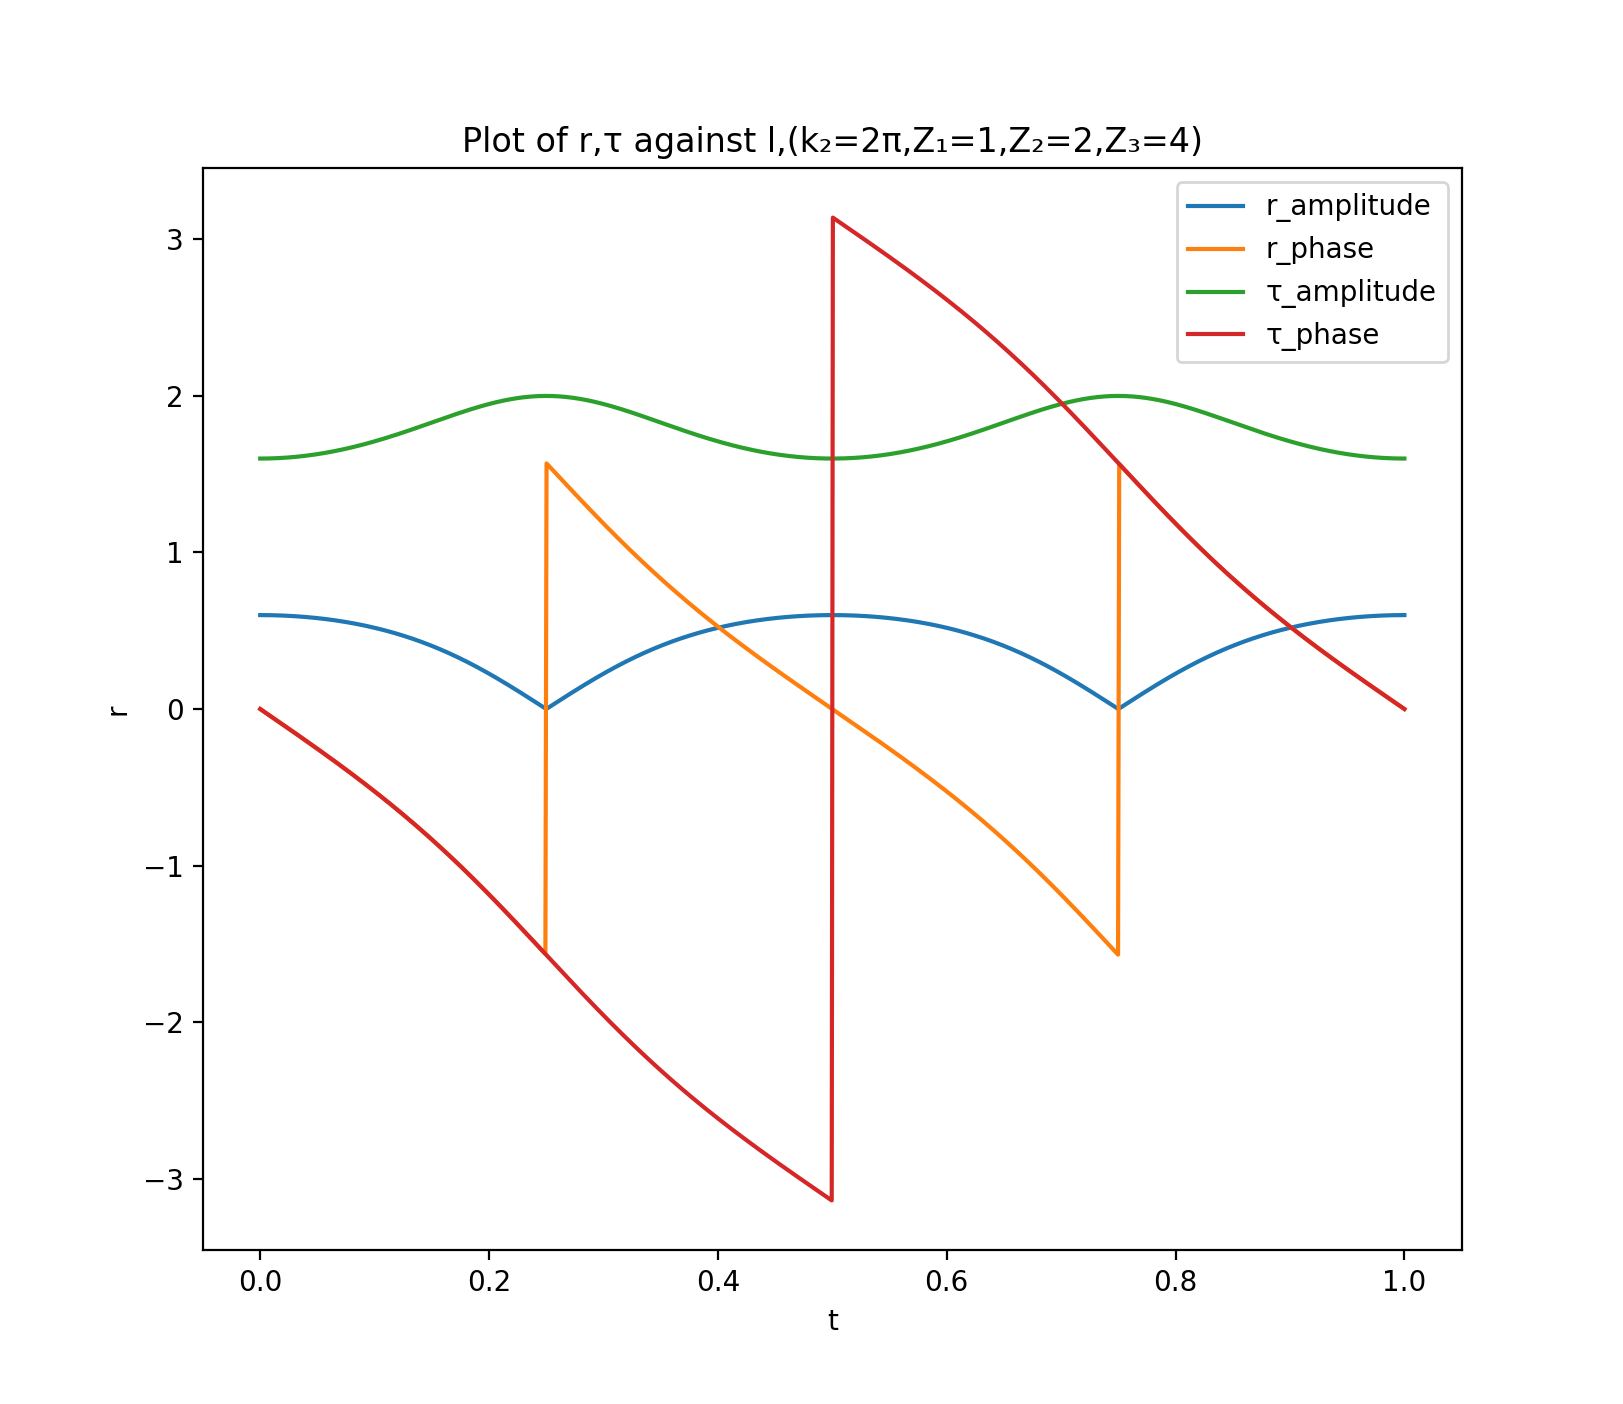 Plot of r,τ against l,(k₂=2π,Z₁=1,Z₂=2,Z₃=4)
r_amplitude
r_phase
τ_amplitude
τ_phase
3
2
1
0
−1
−2
−3
r
0.0 0.2 0.4 0.6 0.8 1.0
t